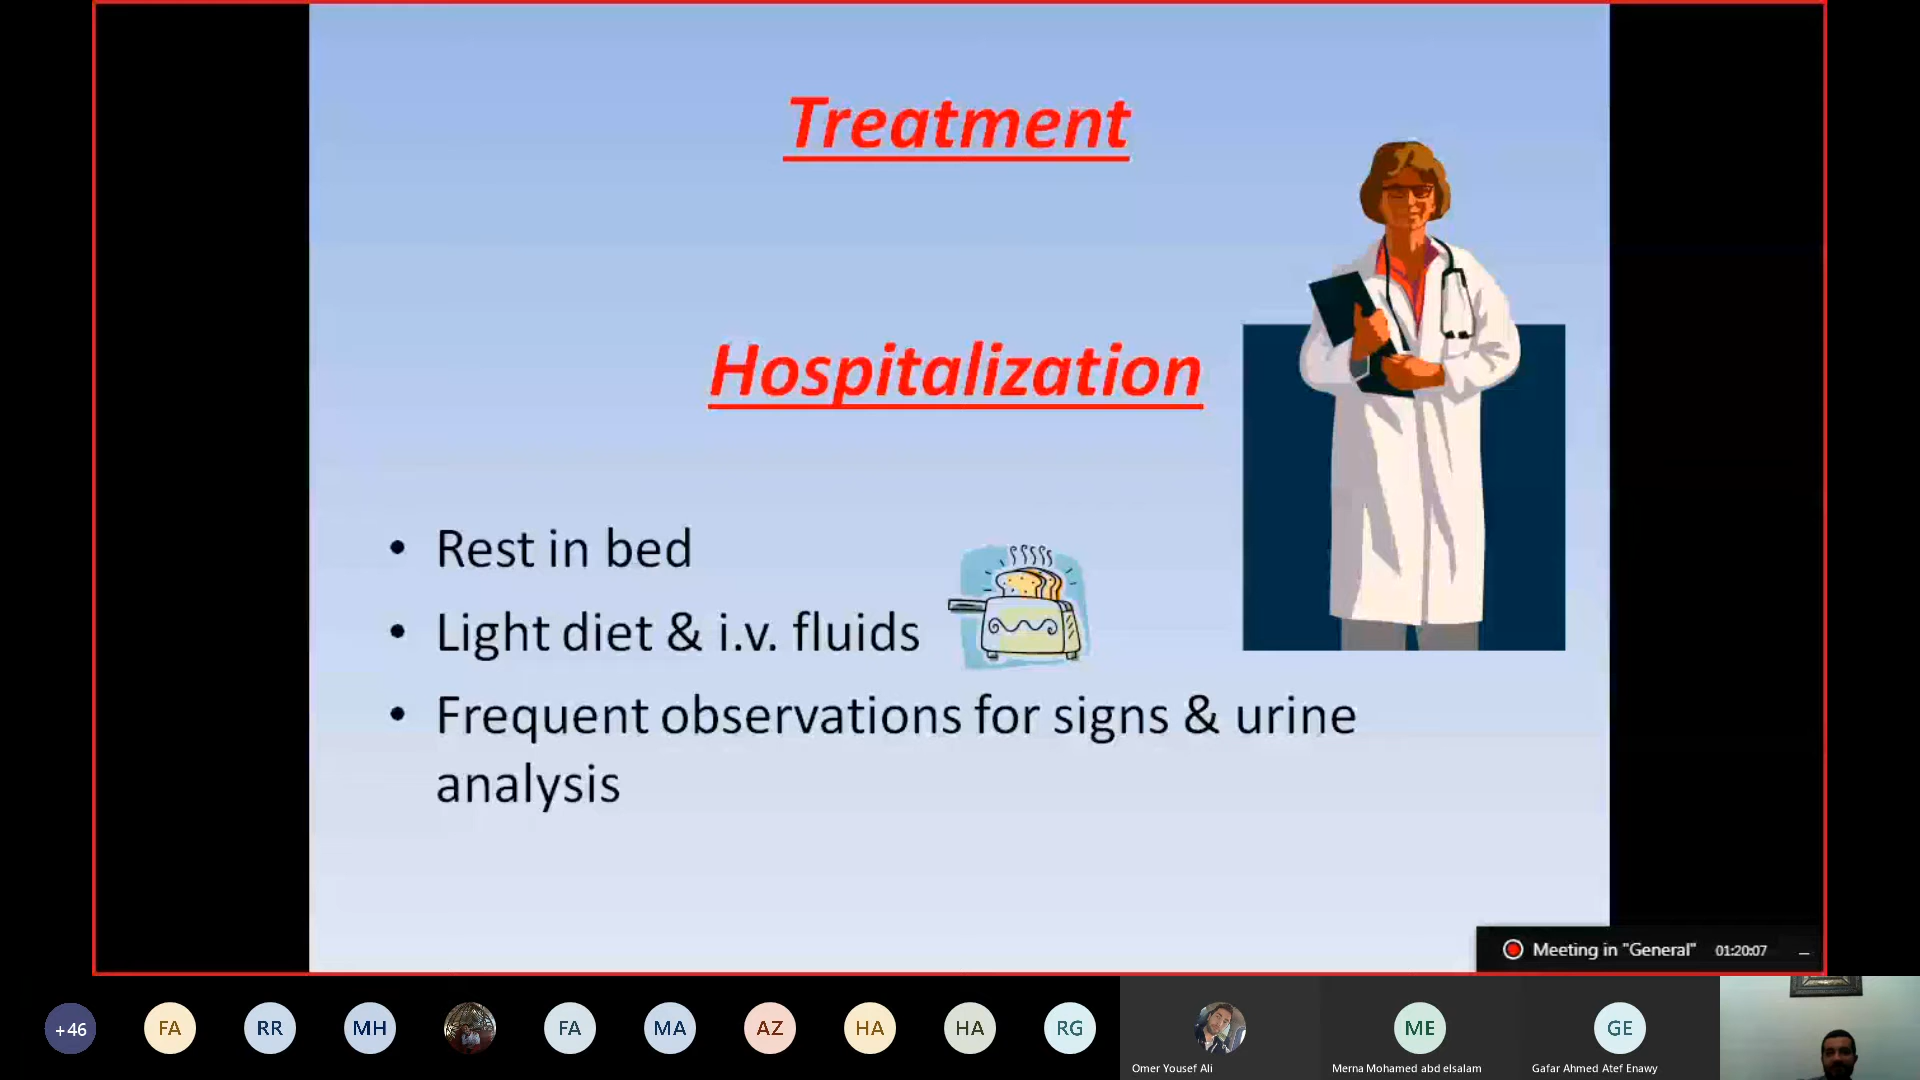 Treatment
Hospitalization
• Rest in bed
• Light diet & i.v. fluids
• Frequent observations for signs & urine
analysis
Meeting in "General" 01:20:07
+46 FA RR MH FA MA AZ HA HA RG ME GE
Omer Yousef Ali Merna Mohamed abd elsalam Gafar Ahmed Atef Enawy